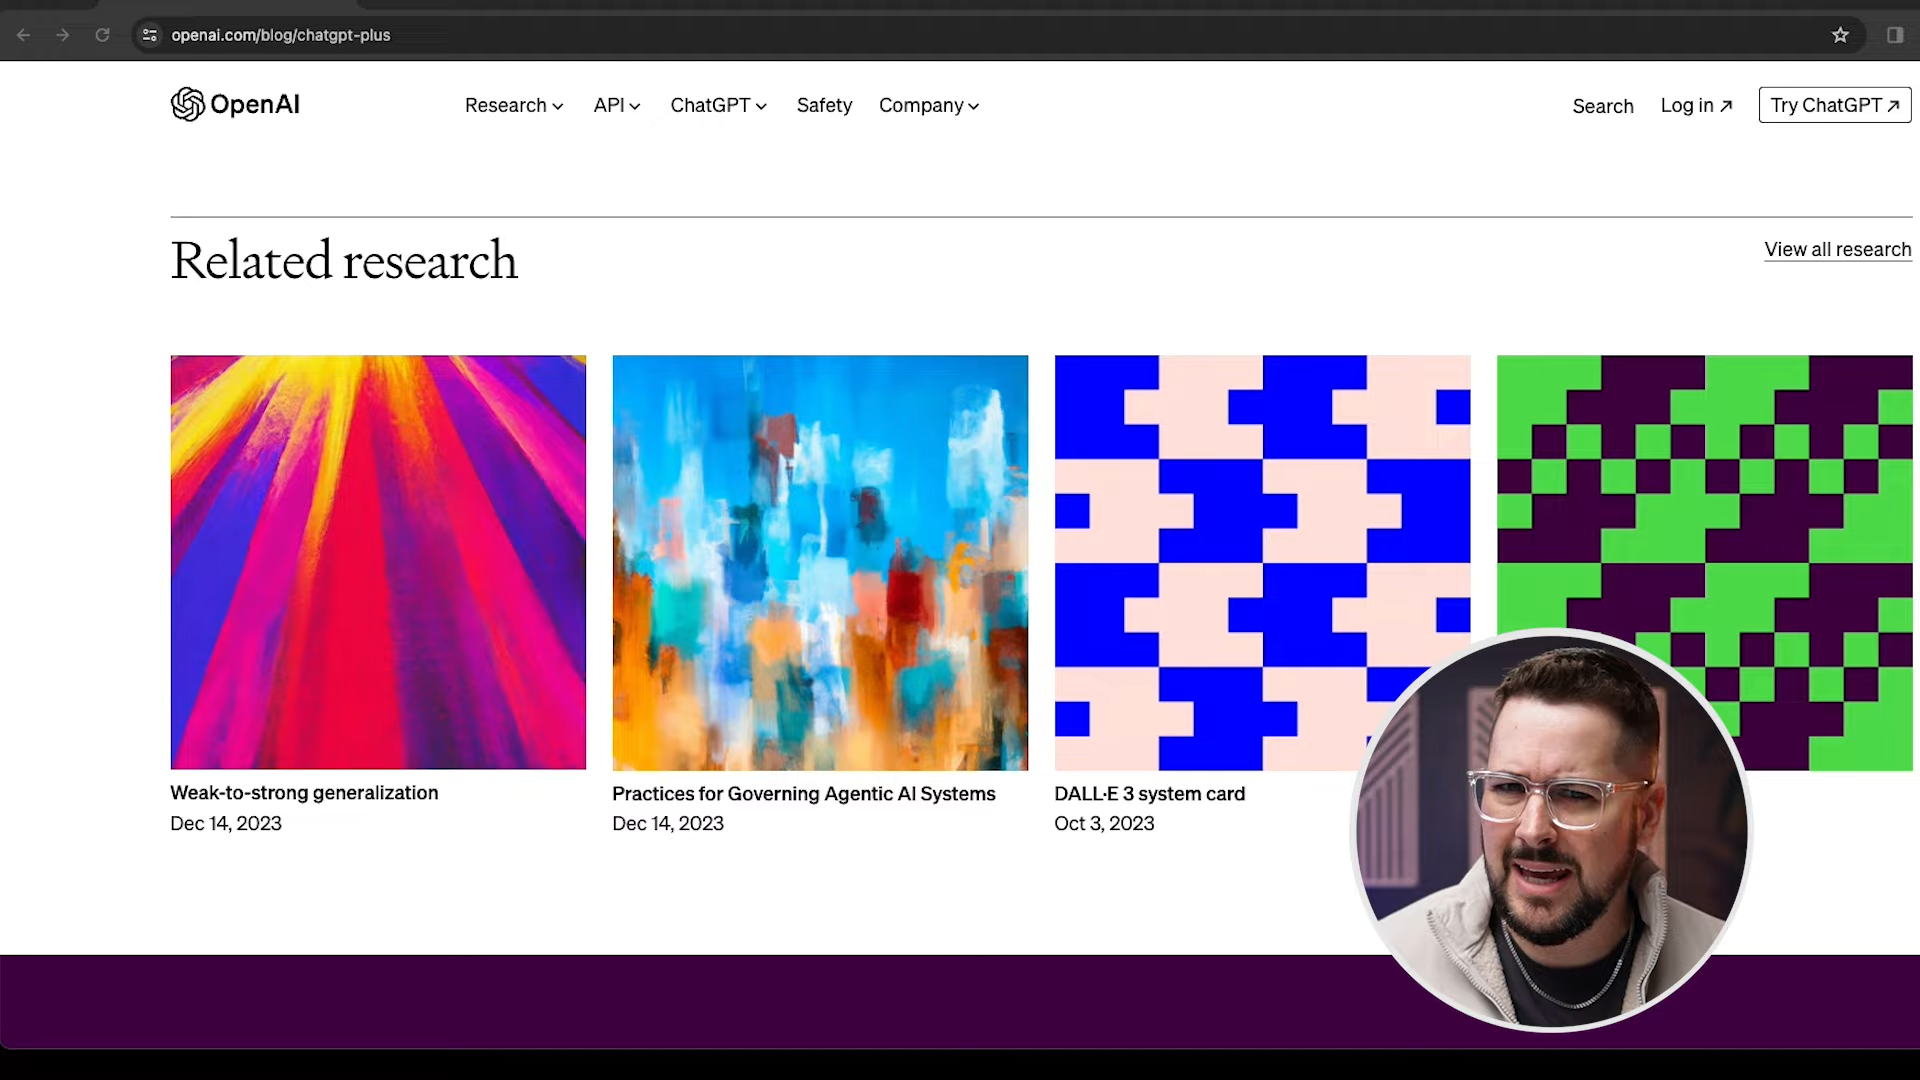 openai.com/blog/chatgpt-plus
OpenAI
Research
API
ChatGPT
Safety
Company
Search
Log in ↗
Try ChatGPT ↗
Related research
View all research
Weak-to-strong generalization
Dec 14, 2023
Practices for Governing Agentic AI Systems
Dec 14, 2023
DALL·E 3 system card
Oct 3, 2023